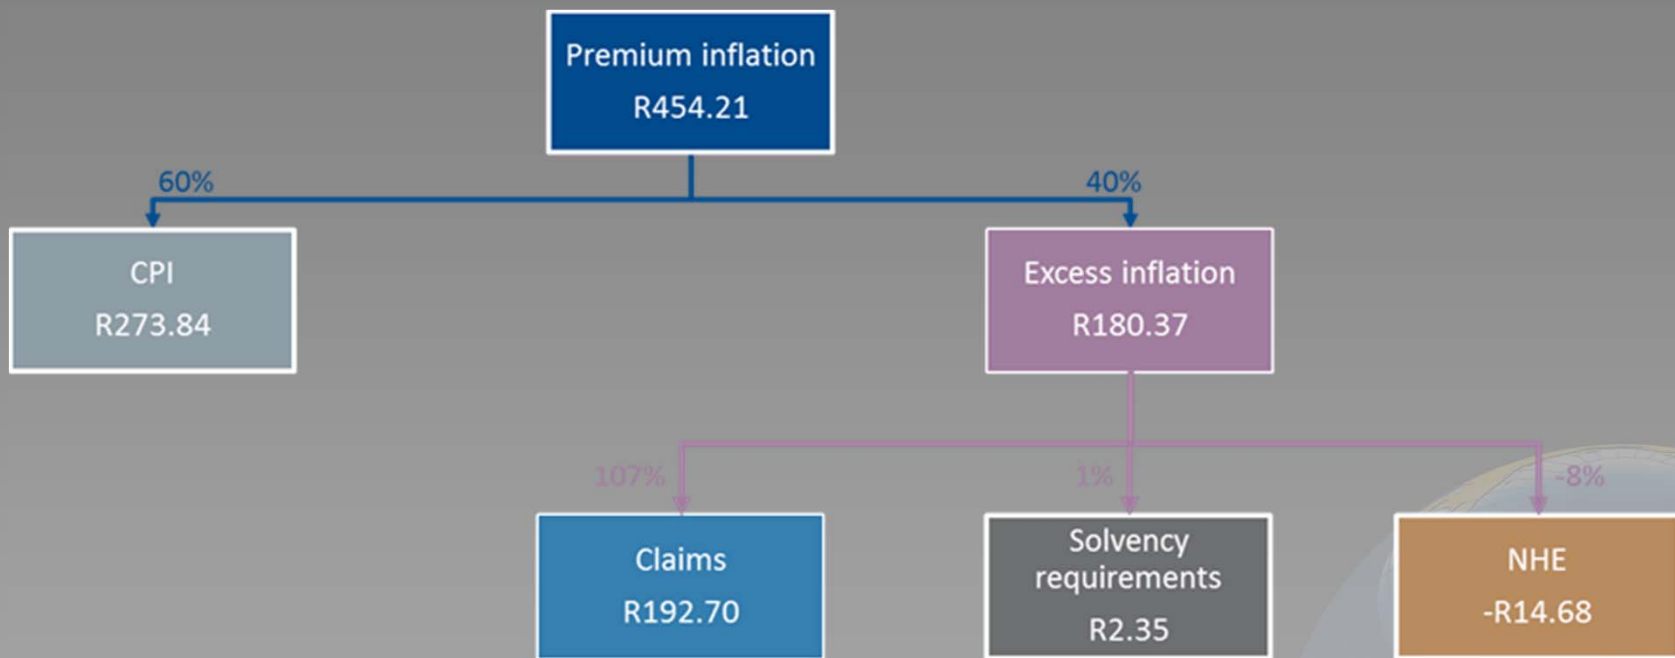 Premium inflation
R454.21
60%
40%
CPI
R273.84
Excess inflation
R180.37
107%
1%
-8%
Claims
R192.70
Solvency
requirements
R2.35
NHE
-R14.68